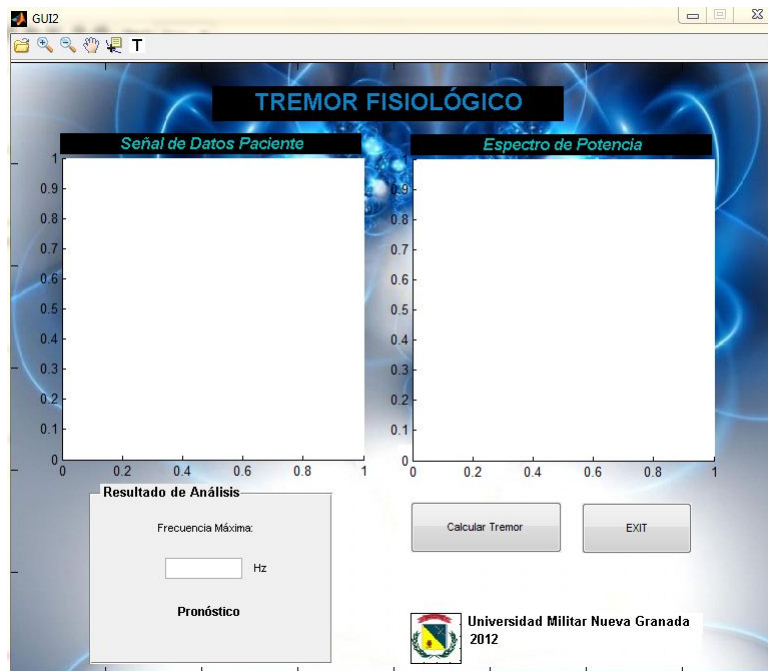 GUI2
T
TREMOR FISIOLÓGICO
Señal de Datos Paciente
1
0.9
0.8
0.7
0.6
0.5
0.4
0.3
0.2
0.1
0
0 0.2 0.4 0.6 0.8 1
Espectro de Potencia
1
0.9
0.8
0.7
0.6
0.5
0.4
0.3
0.2
0.1
0
0 0.2 0.4 0.6 0.8 1
Resultado de Análisis
Frecuencia Máxima:
Hz
Pronóstico
Calcular Tremor
EXIT
Universidad Militar Nueva Granada
2012